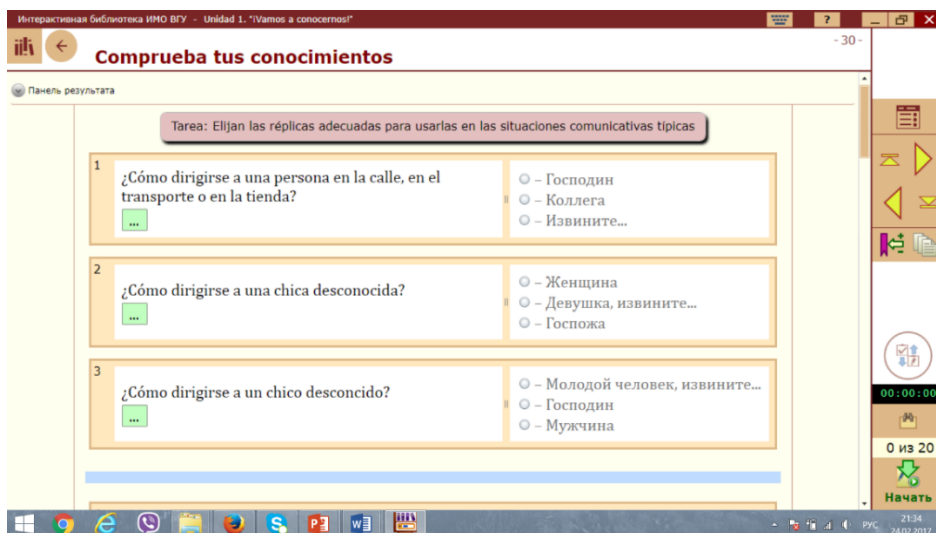 Интерактивная библиотека ИМО ВГУ - Unidad 1. "¡Vamos a conocernos!"
?
Comprueba tus conocimientos
- 30 -
Панель результата
Tarea: Elijan las réplicas adecuadas para usarlas en las situaciones comunicativas típicas
1
¿Cómo dirigirse a una persona en la calle, en el
transporte o en la tienda?
...
– Господин
– Коллега
– Извините...
2
¿Cómo dirigirse a una chica desconocida?
...
– Женщина
– Девушка, извините...
– Госпожа
3
¿Cómo dirigirse a un chico desconcido?
...
– Молодой человек, извините...
– Господин
– Мужчина
00:00:00
0 из 20
Начать
РУС
21:34
24.02.2017